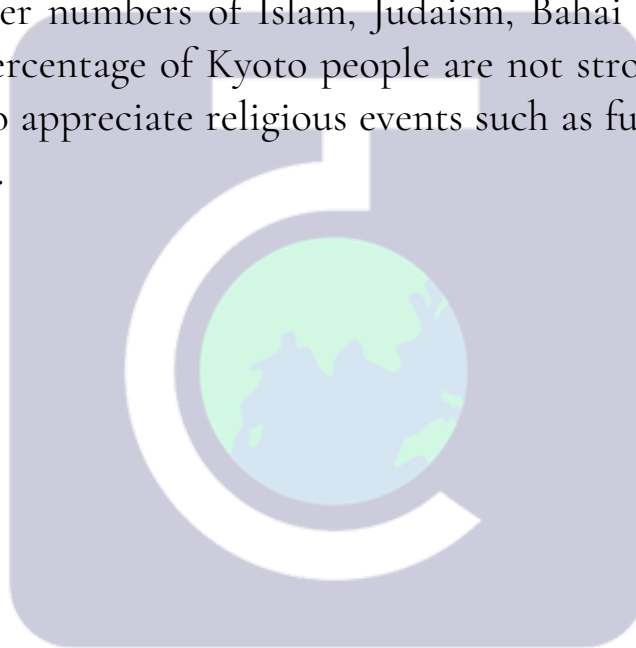 er numbers of Islam, Judaism, Bahai
ercentage of Kyoto people are not stro
o appreciate religious events such as fu
.